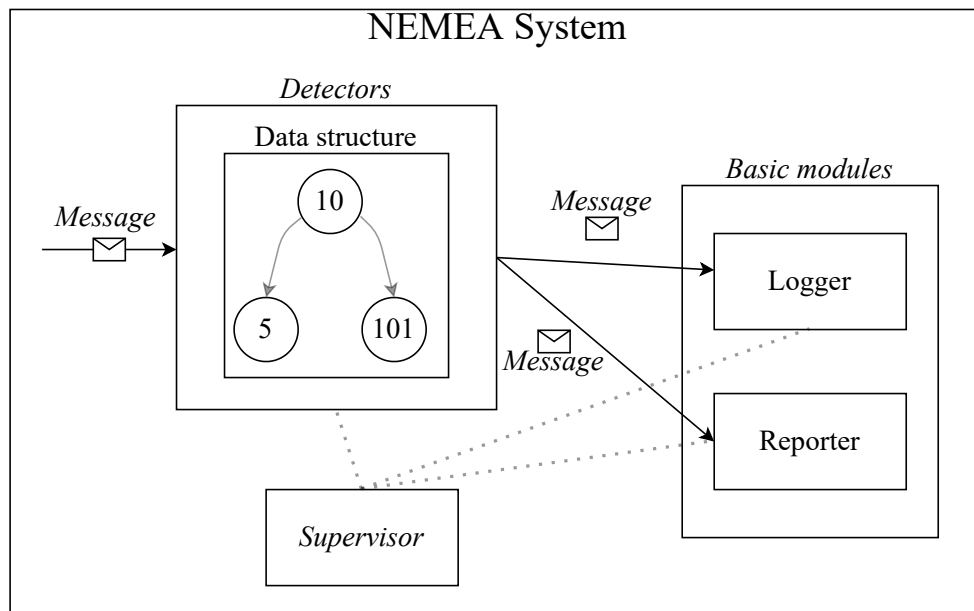 NEMEA System
Detectors
Data structure
10
5
101
Message
Message
Message
Basic modules
Logger
Reporter
Supervisor